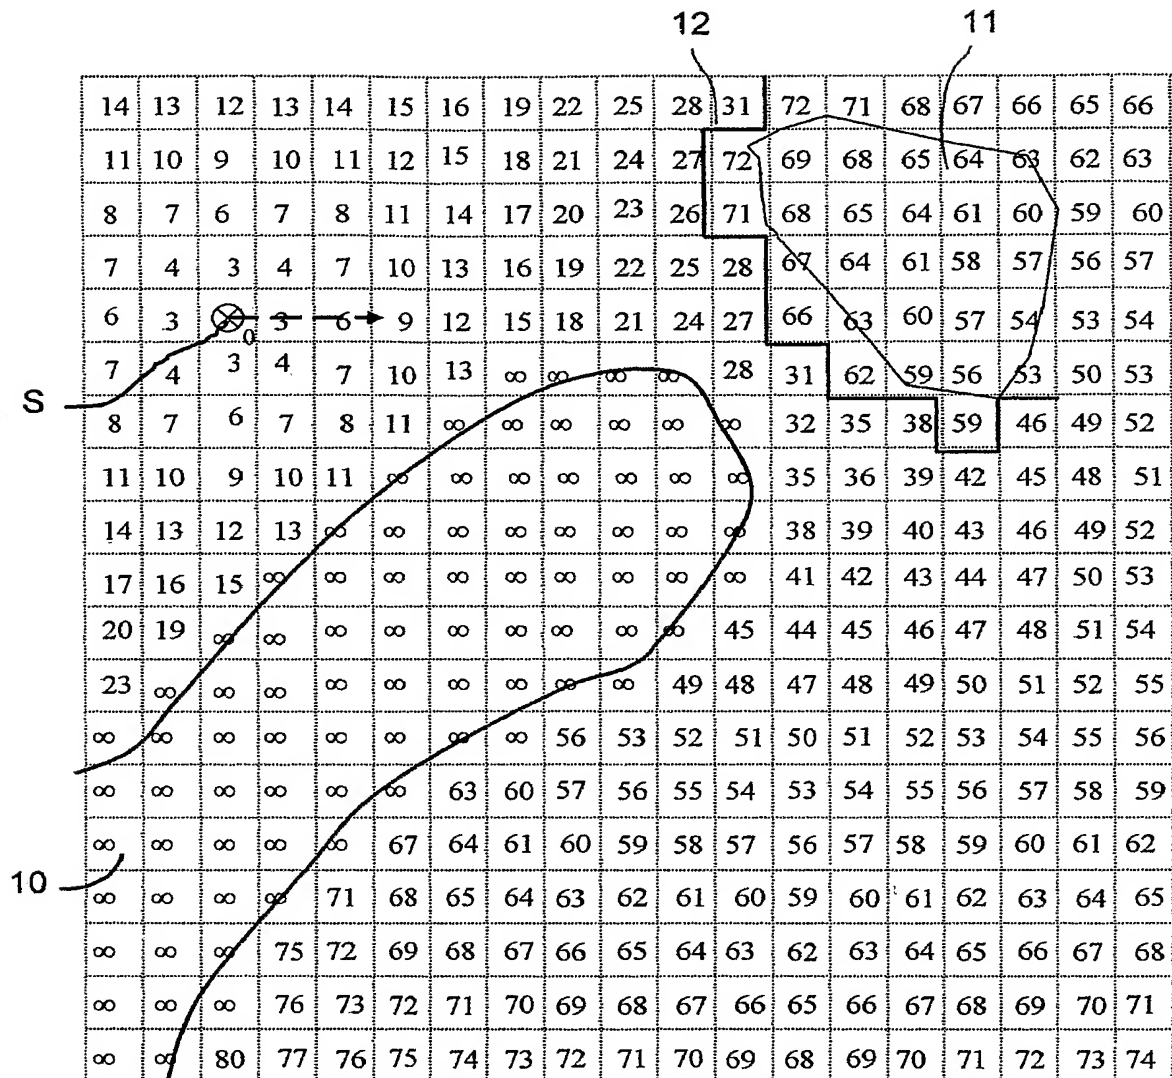 12 11
14 13 12 13 14 15 16 19 22 25 28 31 72 71 68 67 66 65 66
11 10 9 10 11 12 15 18 21 24 27 72 69 68 65 64 63 62 63
8 7 6 7 8 11 14 17 20 23 26 71 68 65 64 61 60 59 60
7 4 3 4 7 10 13 16 19 22 25 28 67 64 61 58 57 56 57
6 3 0 3 6 9 12 15 18 21 24 27 66 63 60 57 54 53 54
7 4 3 4 7 10 13 ∞ ∞ ∞ ∞ 28 31 62 59 56 53 50 53
S
8 7 6 7 8 11 ∞ ∞ ∞ ∞ ∞ ∞ 32 35 38 59 46 49 52
11 10 9 10 11 ∞ ∞ ∞ ∞ ∞ ∞ ∞ 35 36 39 42 45 48 51
14 13 12 13 ∞ ∞ ∞ ∞ ∞ ∞ ∞ ∞ 38 39 40 43 46 49 52
17 16 15 ∞ ∞ ∞ ∞ ∞ ∞ ∞ ∞ ∞ 41 42 43 44 47 50 53
20 19 ∞ ∞ ∞ ∞ ∞ ∞ ∞ ∞ ∞ 45 44 45 46 47 48 51 54
23 ∞ ∞ ∞ ∞ ∞ ∞ ∞ ∞ ∞ 49 48 47 48 49 50 51 52 55
∞ ∞ ∞ ∞ ∞ ∞ ∞ ∞ 56 53 52 51 50 51 52 53 54 55 56
∞ ∞ ∞ ∞ ∞ ∞ 63 60 57 56 55 54 53 54 55 56 57 58 59
∞ ∞ ∞ ∞ ∞ 67 64 61 60 59 58 57 56 57 58 59 60 61 62
10
∞ ∞ ∞ ∞ 71 68 65 64 63 62 61 60 59 60 61 62 63 64 65
∞ ∞ ∞ 75 72 69 68 67 66 65 64 63 62 63 64 65 66 67 68
∞ ∞ ∞ 76 73 72 71 70 69 68 67 66 65 66 67 68 69 70 71
∞ ∞ 80 77 76 75 74 73 72 71 70 69 68 69 70 71 72 73 74